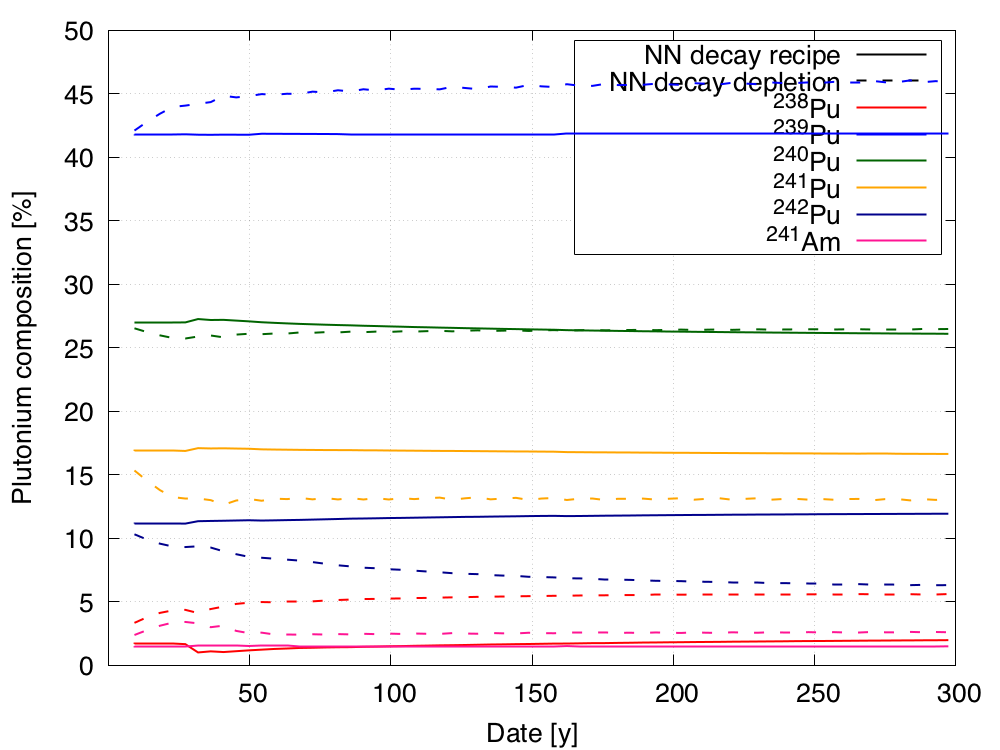 50
45
40
35
30
25
20
15
10
5
0
Plutonium composition [%]
NN decay recipe
NN decay depletion
²³⁸Pu
²³⁹Pu
²⁴⁰Pu
²⁴¹Pu
²⁴²Pu
²⁴¹Am
50 100 150 200 250 300
Date [y]